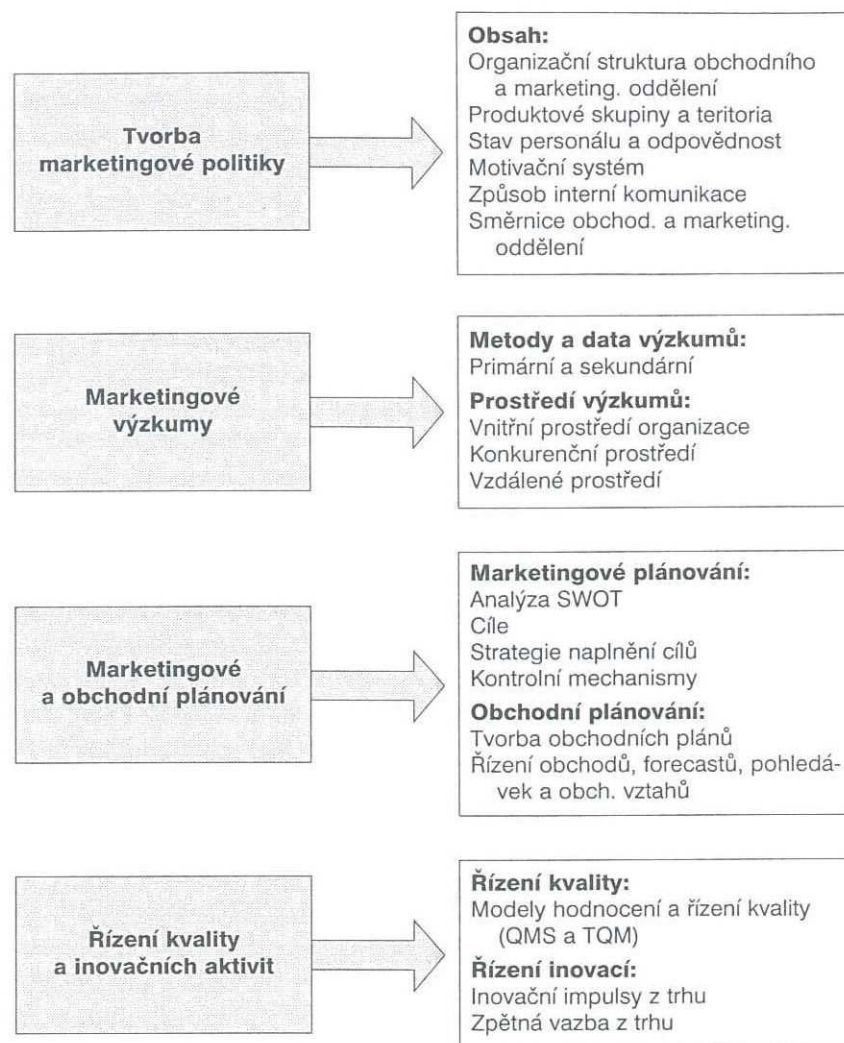 Tvorba
marketingové politiky
Obsah:
Organizační struktura obchodního
a marketing. oddělení
Produktové skupiny a teritoria
Stav personálu a odpovědnost
Motivační systém
Způsob interní komunikace
Směrnice obchod. a marketing.
oddělení
Marketingové
výzkumy
Metody a data výzkumů:
Primární a sekundární
Prostředí výzkumů:
Vnitřní prostředí organizace
Konkurenční prostředí
Vzdálené prostředí
Marketingové
a obchodní plánování
Marketingové plánování:
Analýza SWOT
Cíle
Strategie naplnění cílů
Kontrolní mechanismy
Obchodní plánování:
Tvorba obchodních plánů
Řízení obchodů, forecastů, pohledá-
vek a obch. vztahů
Řízení kvality
a inovačních aktivit
Řízení kvality:
Modely hodnocení a řízení kvality
(QMS a TQM)
Řízení inovací:
Inovační impulsy z trhu
Zpětná vazba z trhu